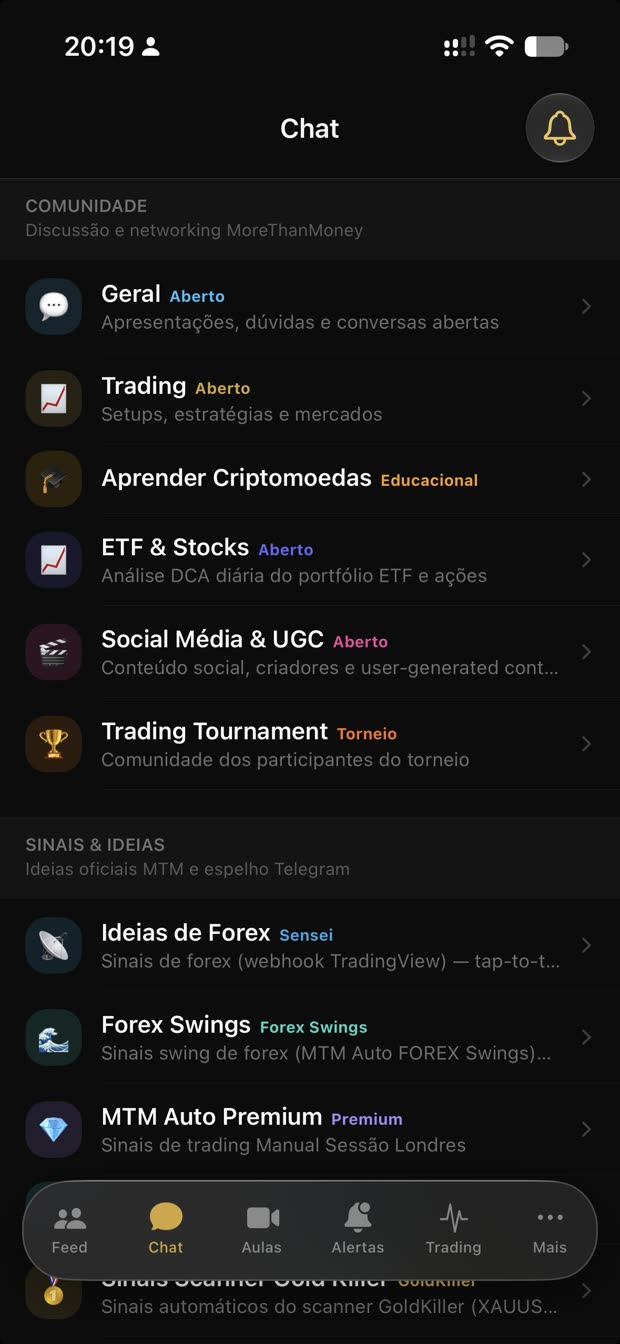 20:19
Chat
COMUNIDADE
Discussão e networking MoreThanMoney
Geral Aberto
Apresentações, dúvidas e conversas abertas
Trading Aberto
Setups, estratégias e mercados
Aprender Criptomoedas Educacional
ETF & Stocks Aberto
Análise DCA diária do portfólio ETF e ações
Social Média & UGC Aberto
Conteúdo social, criadores e user-generated cont...
Trading Tournament Torneio
Comunidade dos participantes do torneio
SINAIS & IDEIAS
Ideias oficiais MTM e espelho Telegram
Ideias de Forex Sensei
Sinais de forex (webhook TradingView) — tap-to-t...
Forex Swings Forex Swings
Sinais swing de forex (MTM Auto FOREX Swings)...
MTM Auto Premium Premium
Sinais de trading Manual Sessão Londres
Feed Chat Aulas Alertas Trading Mais
Sinais Scanner Gold Killer GoldKiller
Sinais automáticos do scanner GoldKiller (XAUUS...